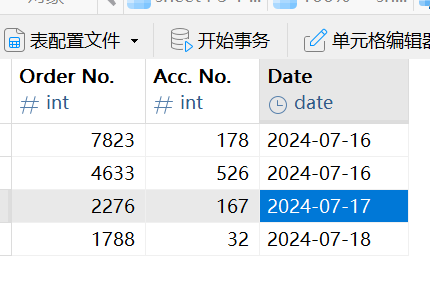 表配置文件 开始事务 单元格编辑器
Order No. Acc. No. Date
# int # int date
7823 178 2024-07-16
4633 526 2024-07-16
2276 167 2024-07-17
1788 32 2024-07-18